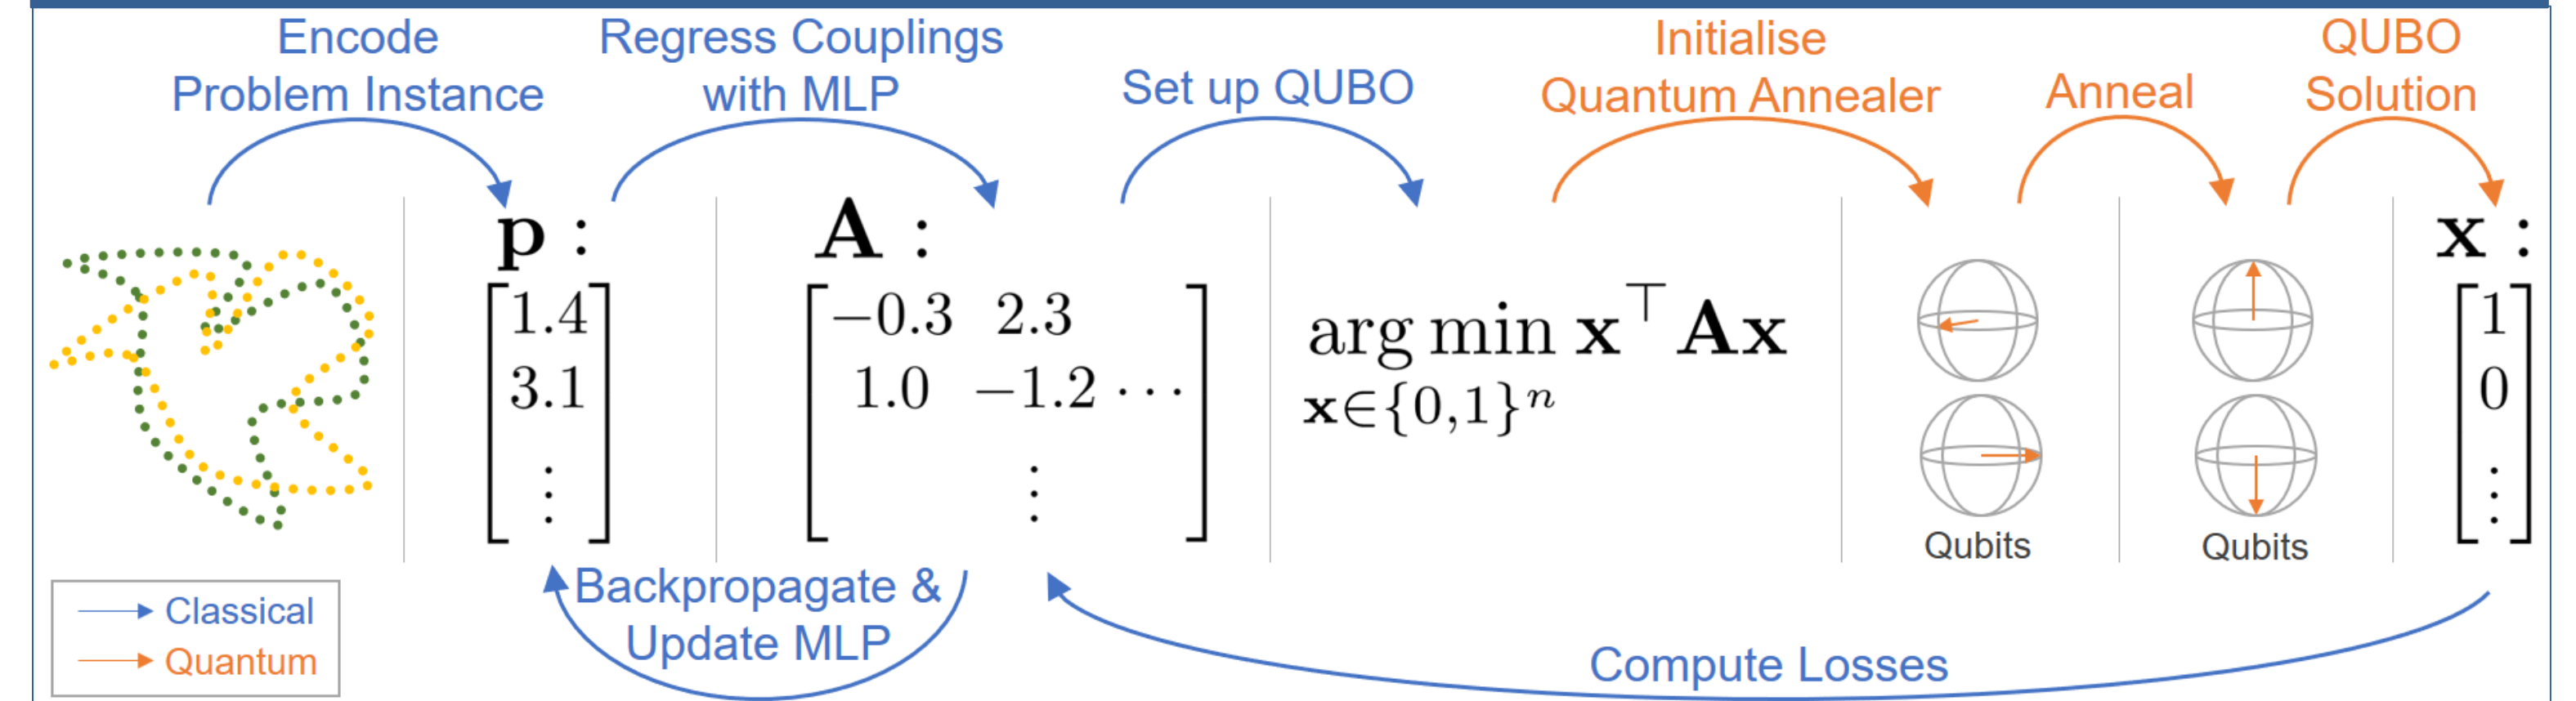 Encode
Problem Instance
Regress Couplings
with MLP
Set up QUBO
Initialise
Quantum Annealer
Anneal
QUBO
Solution
p :
1.4
3.1
⋮
A :
−0.3 2.3
1.0 −1.2 ⋯
⋮
arg min x⊤Ax
x∈{0,1}ⁿ
Qubits
Qubits
x :
1
0
⋮
Backpropagate &
Update MLP
Compute Losses
Classical
Quantum